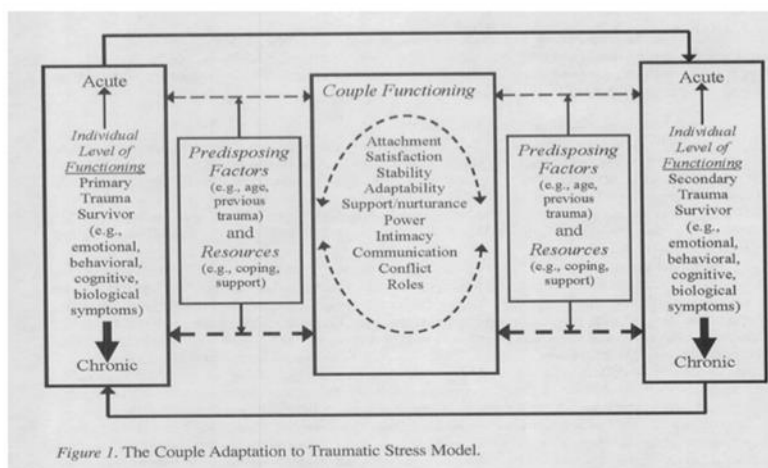 Acute
Individual
Level of
Functioning
Primary
Trauma
Survivor
(e.g.,
emotional,
behavioral,
cognitive,
biological
symptoms)
Chronic
Predisposing
Factors
(e.g., age,
previous
trauma)
and
Resources
(e.g., coping,
support)
Couple Functioning
Attachment
Satisfaction
Stability
Adaptability
Support/nurturance
Power
Intimacy
Communication
Conflict
Roles
Predisposing
Factors
(e.g., age,
previous
trauma)
and
Resources
(e.g., coping,
support)
Acute
Individual
Level of
Functioning
Secondary
Trauma
Survivor
(e.g.,
emotional,
behavioral,
cognitive,
biological
symptoms)
Chronic
Figure 1. The Couple Adaptation to Traumatic Stress Model.